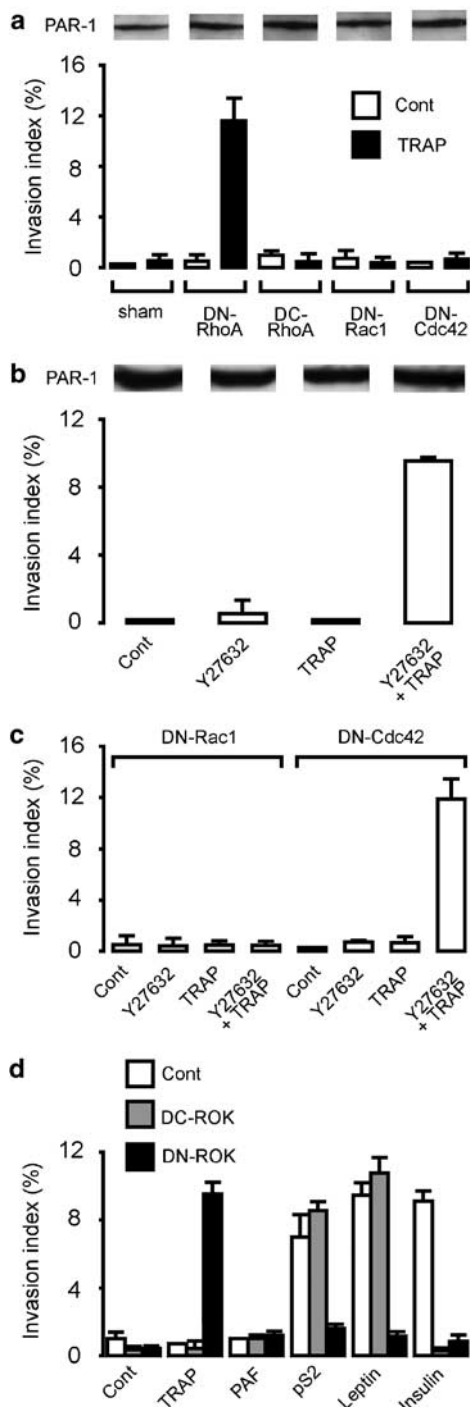 a
PAR-1
Invasion index (%)
16
12
8
4
0
Cont
TRAP
sham
DN-RhoA
DC-RhoA
DN-Rac1
DN-Cdc42
b
PAR-1
Invasion index (%)
12
8
4
0
Cont
Y27632
TRAP
Y27632 + TRAP
c
DN-Rac1
DN-Cdc42
Invasion index (%)
16
12
8
4
0
Cont
Y27632
TRAP
Y27632 + TRAP
Cont
Y27632
TRAP
Y27632 + TRAP
d
Cont
DC-ROK
DN-ROK
Invasion index (%)
12
8
4
0
Cont
TRAP
PAF
pS2
Leptin
Insulin